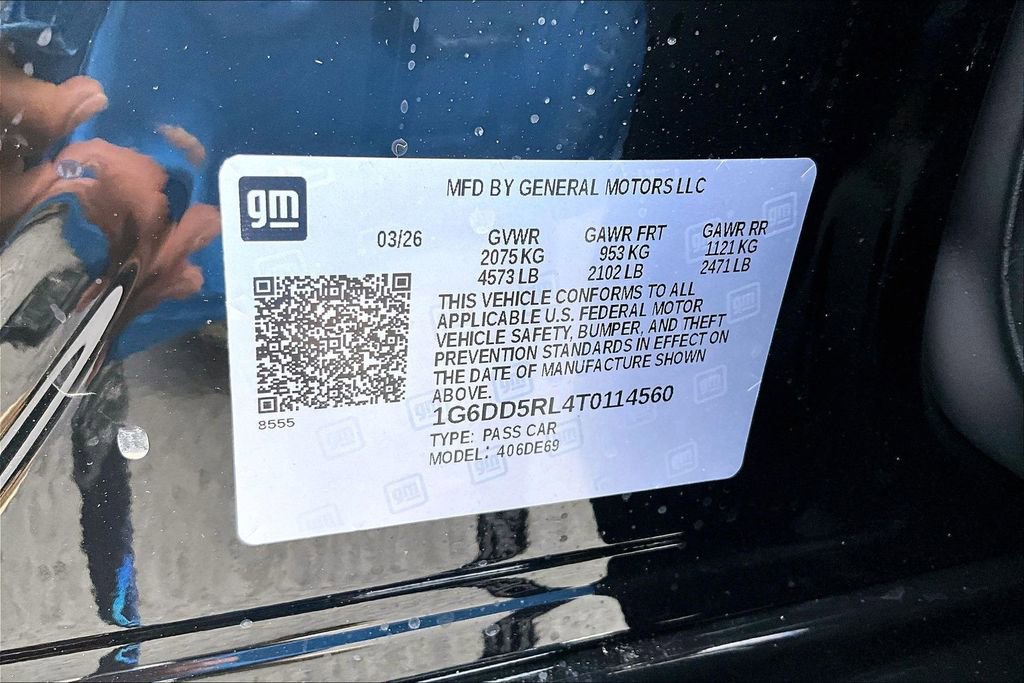 gm
MFD BY GENERAL MOTORS LLC
03/26
GVWR
2075 KG
4573 LB
GAWR FRT
953 KG
2102 LB
GAWR RR
1121 KG
2471 LB
THIS VEHICLE CONFORMS TO ALL
APPLICABLE U.S. FEDERAL MOTOR
VEHICLE SAFETY, BUMPER, AND THEFT
PREVENTION STANDARDS IN EFFECT ON
THE DATE OF MANUFACTURE SHOWN
ABOVE.
8555
1G6DD5RL4T0114560
TYPE: PASS CAR
MODEL: 406DE69